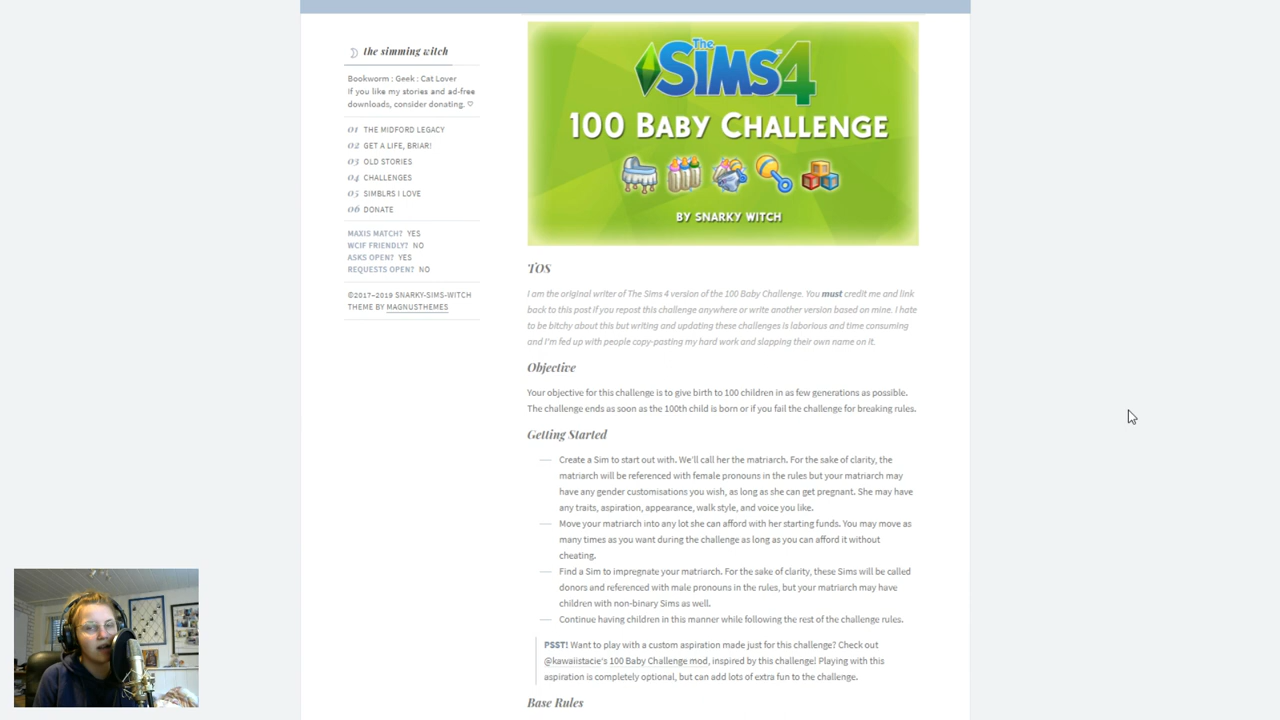 the simming witch
Bookworm : Geek : Cat Lover
If you like my stories and ad-free
downloads, consider donating. ♡
01 THE MIDFORD LEGACY
02 GET A LIFE, BRIAR!
03 OLD STORIES
04 CHALLENGES
05 SIMBLRS I LOVE
06 DONATE
MAXIS MATCH? YES
WCIF FRIENDLY? NO
ASKS OPEN? YES
REQUESTS OPEN? NO
©2017–2019 SNARKY-SIMS-WITCH
THEME BY MAGNUSTHEMES
The SIMS 4
100 BABY CHALLENGE
BY SNARKY WITCH
TOS
I am the original writer of The Sims 4 version of the 100 Baby Challenge. You must credit me and link
back to this post if you repost this challenge anywhere or write another version based on mine. I hate
to be bitchy about this but writing and updating these challenges is laborious and time consuming
and I'm fed up with people copy-pasting my hard work and slapping their own name on it.
Objective
Your objective for this challenge is to give birth to 100 children in as few generations as possible.
The challenge ends as soon as the 100th child is born or if you fail the challenge for breaking rules.
Getting Started
— Create a Sim to start out with. We'll call her the matriarch. For the sake of clarity, the
matriarch will be referenced with female pronouns in the rules but your matriarch may
have any gender customisations you wish, as long as she can get pregnant. She may have
any traits, aspiration, appearance, walk style, and voice you like.
— Move your matriarch into any lot she can afford with her starting funds. You may move as
many times as you want during the challenge as long as you can afford it without
cheating.
— Find a Sim to impregnate your matriarch. For the sake of clarity, these Sims will be called
donors and referenced with male pronouns in the rules, but your matriarch may have
children with non-binary Sims as well.
— Continue having children in this manner while following the rest of the challenge rules.
PSST! Want to play with a custom aspiration made just for this challenge? Check out
@kawaiistacie's 100 Baby Challenge mod, inspired by this challenge! Playing with this
aspiration is completely optional, but can add lots of extra fun to the challenge.
Base Rules